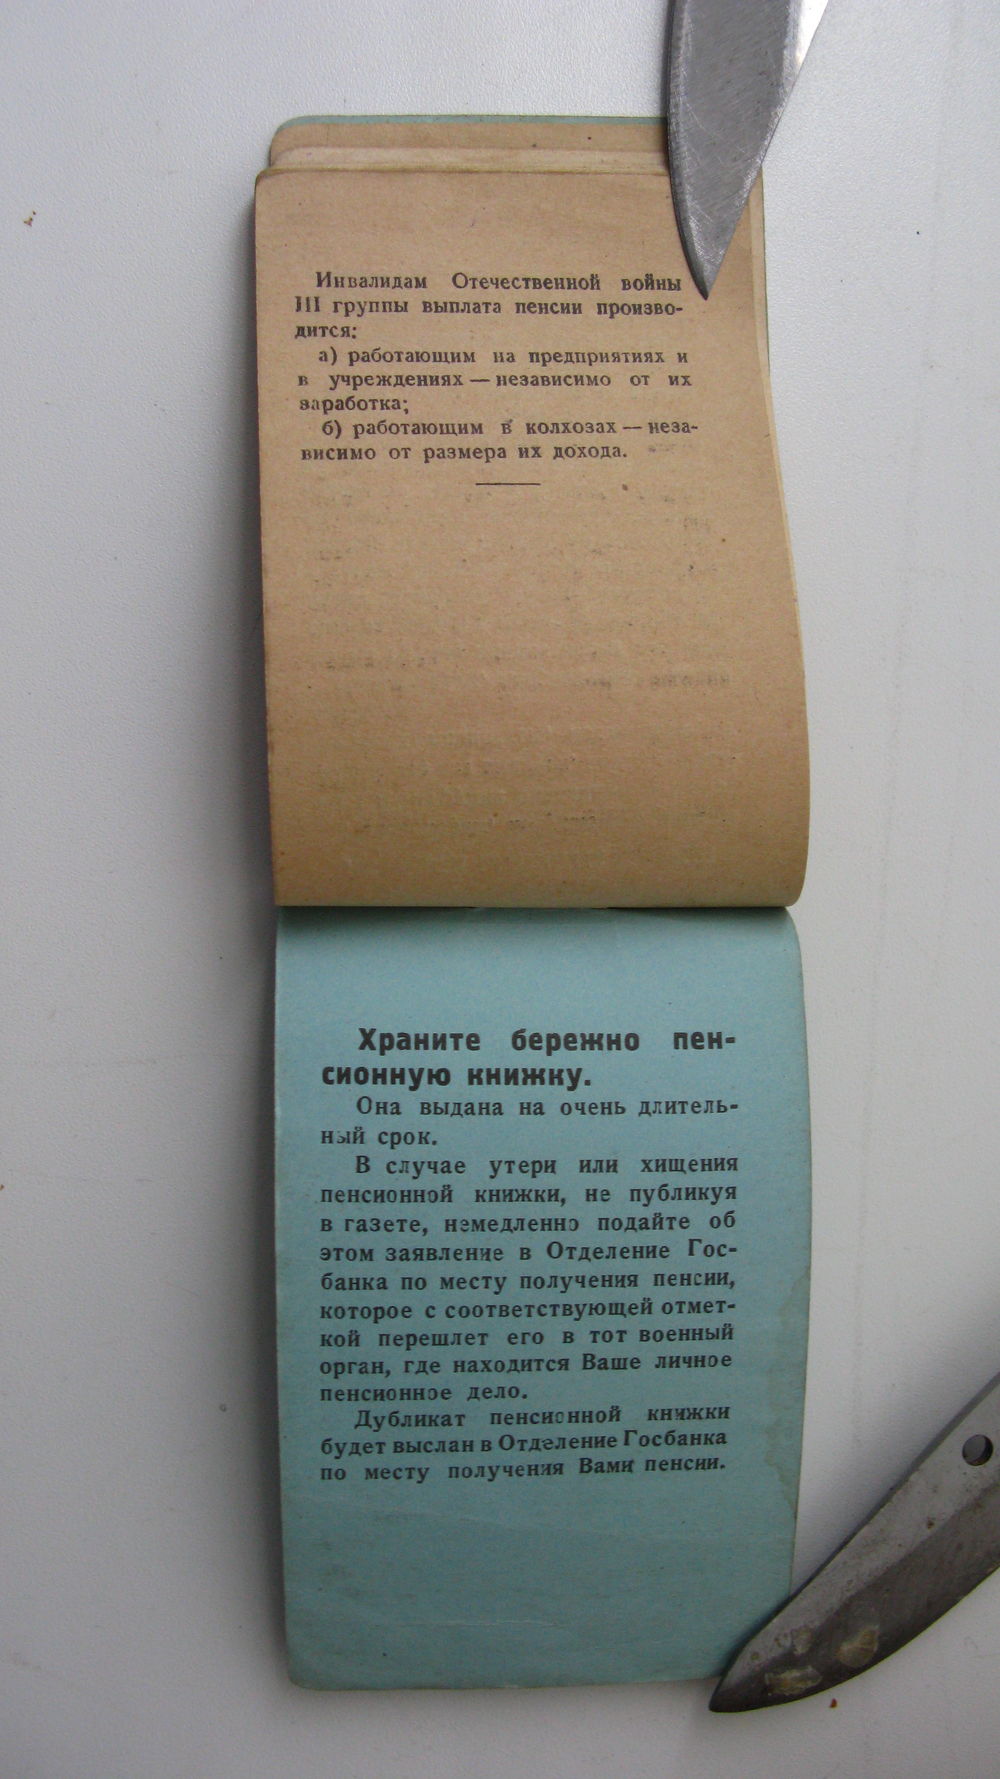 Инвалидам Отечественной войны
III группы выплата пенсии произво-
дится:
а) работающим на предприятиях и
в учреждениях — независимо от их
заработка;
б) работающим в колхозах — неза-
висимо от размера их дохода.
Храните бережно пен-
сионную книжку.
Она выдана на очень длитель-
ный срок.
В случае утери или хищения
пенсионной книжки, не публикуя
в газете, немедленно подайте об
этом заявление в Отделение Гос-
банка по месту получения пенсии,
которое с соответствующей отмет-
кой перешлет его в тот военный
орган, где находится Ваше личное
пенсионное дело.
Дубликат пенсионной книжки
будет выслан в Отделение Госбанка
по месту получения Вами пенсии.